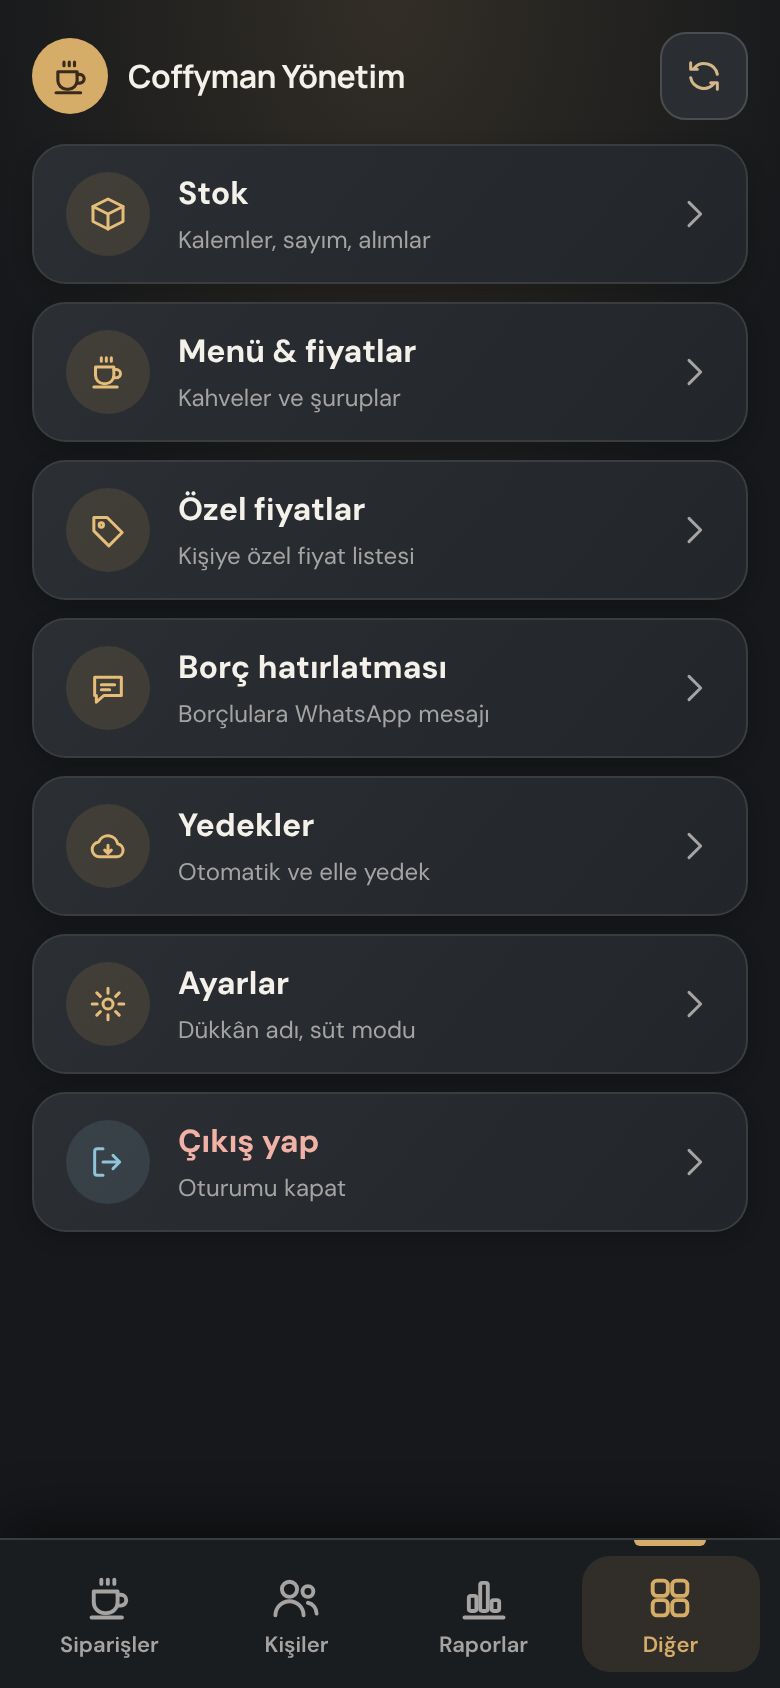 Coffyman Yönetim
Stok
Kalemler, sayım, alımlar
Menü & fiyatlar
Kahveler ve şuruplar
Özel fiyatlar
Kişiye özel fiyat listesi
Borç hatırlatması
Borçlulara WhatsApp mesajı
Yedekler
Otomatik ve elle yedek
Ayarlar
Dükkân adı, süt modu
Çıkış yap
Oturumu kapat
Siparişler
Kişiler
Raporlar
Diğer